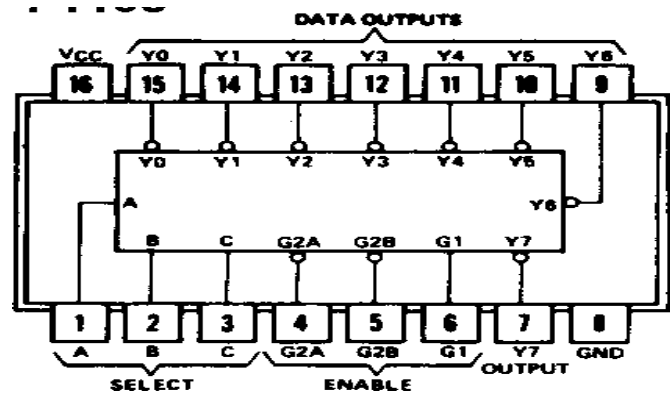 DATA OUTPUTS
VCC Y0 Y1 Y2 Y3 Y4 Y5 Y6
16 15 14 13 12 11 10 9
Y0 Y1 Y2 Y3 Y4 Y5
A Y6
B C G2A G2B G1 Y7
1 2 3 4 5 6 7 8
A B C G2A G2B G1 Y7 GND
OUTPUT
SELECT ENABLE